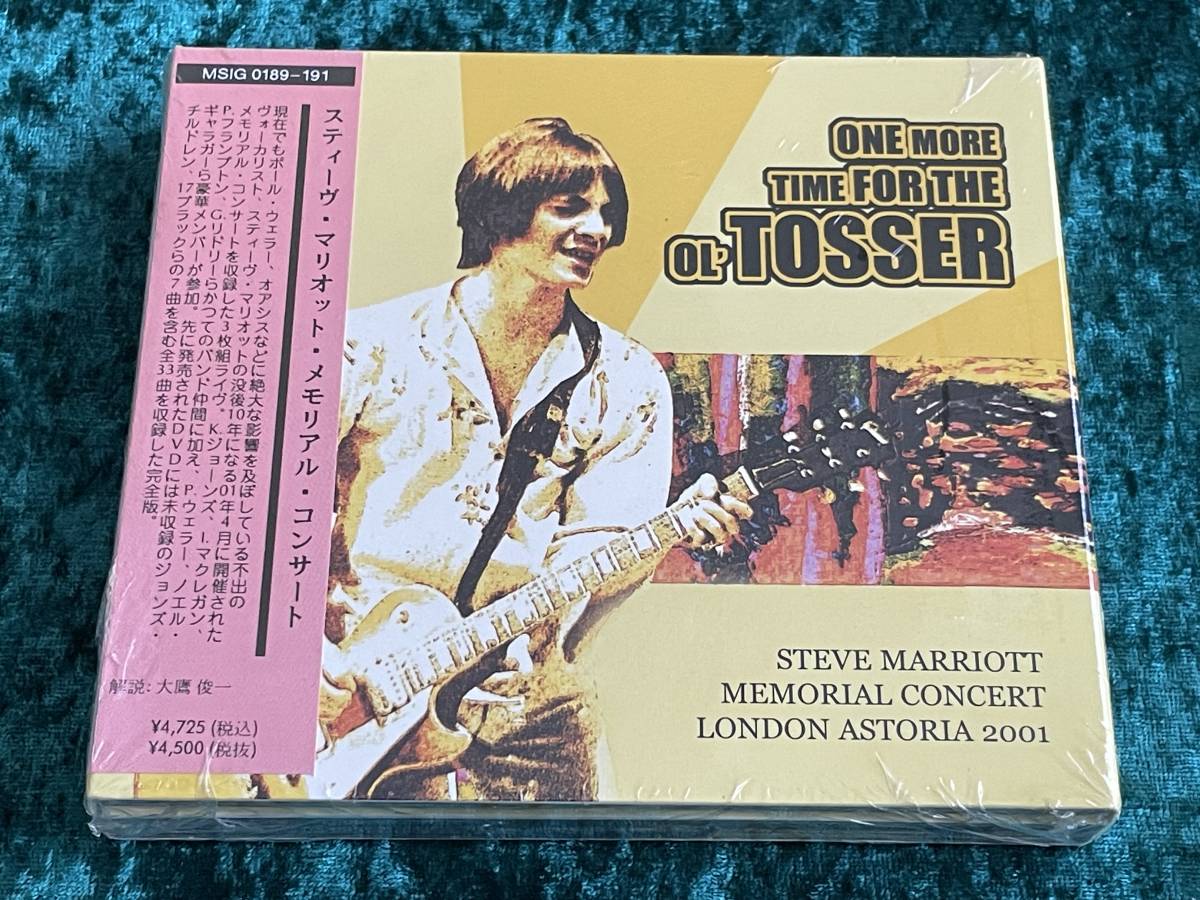 MSIG 0189-191
スティーヴ・マリオット・メモリアル・コンサート
現在でもポール・ウェラー、オアシスなどに絶大な影響を及ぼしている不出の
ヴォーカリスト、スティーヴ・マリオットの没後10年になる01年4月に開催された
メモリアル・コンサートを収録した3枚組ライヴ。K.ジョーンズ、I.マクレガン、
P.フランプトン、G.リドリーらかつてのバンド仲間に加え、P.ウェラー、ノエル・
ギャラガーら豪華メンバーが参加。先に発売されたDVDには未収録のジョンズ・
チルドレン、17ブラックらの7曲を含む全33曲を収録した完全版。
解説: 大鷹 俊一
¥4,725 (税込)
¥4,500 (税抜)
ONE MORE
TIME FOR THE
OL' TOSSER
STEVE MARRIOTT
MEMORIAL CONCERT
LONDON ASTORIA 2001